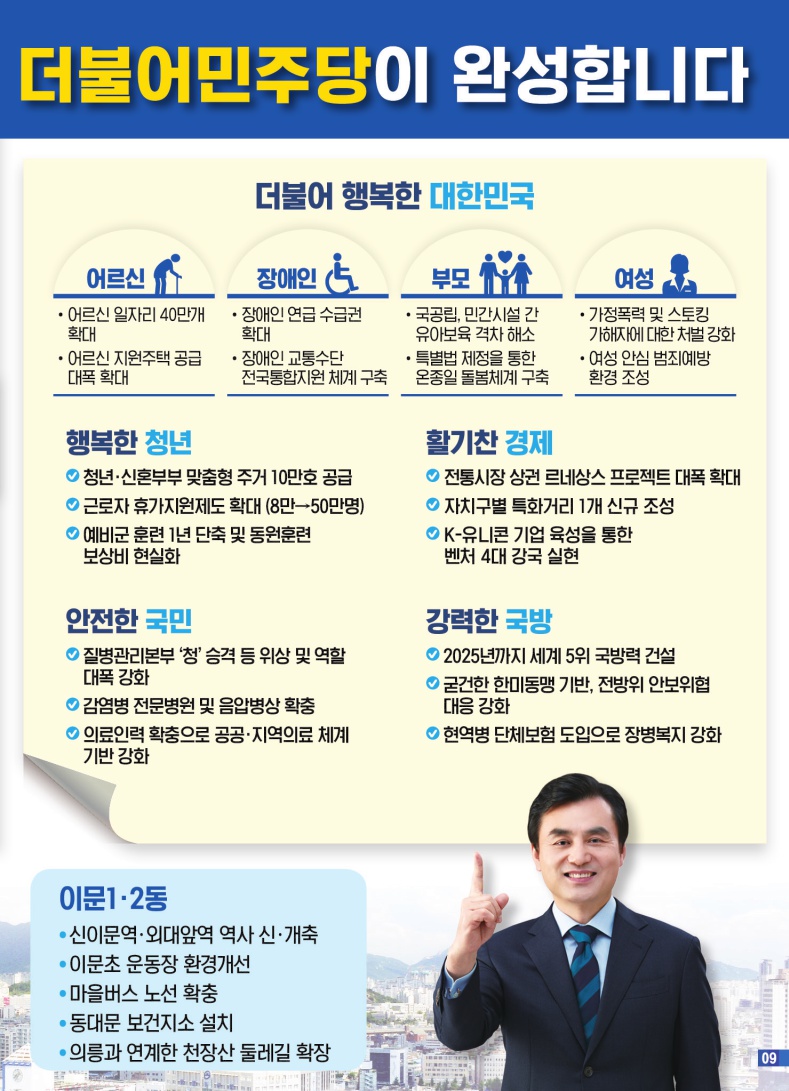 더불어민주당이 완성합니다
더불어 행복한 대한민국
어르신
• 어르신 일자리 40만개
확대
• 어르신 지원주택 공급
대폭 확대
장애인
• 장애인 연급 수급권
확대
• 장애인 교통수단
전국통합지원 체계 구축
부모
• 국공립, 민간시설 간
유아보육 격차 해소
• 특별법 제정을 통한
온종일 돌봄체계 구축
여성
• 가정폭력 및 스토킹
가해자에 대한 처벌 강화
• 여성 안심 범죄예방
환경 조성
행복한 청년
청년·신혼부부 맞춤형 주거 10만호 공급
근로자 휴가지원제도 확대 (8만→50만명)
예비군 훈련 1년 단축 및 동원훈련
보상비 현실화
활기찬 경제
전통시장 상권 르네상스 프로젝트 대폭 확대
자치구별 특화거리 1개 신규 조성
K-유니콘 기업 육성을 통한
벤처 4대 강국 실현
안전한 국민
질병관리본부 ‘청’ 승격 등 위상 및 역할
대폭 강화
감염병 전문병원 및 음압병상 확충
의료인력 확충으로 공공·지역의료 체계
기반 강화
강력한 국방
2025년까지 세계 5위 국방력 건설
굳건한 한미동맹 기반, 전방위 안보위협
대응 강화
현역병 단체보험 도입으로 장병복지 강화
이문1·2동
• 신이문역·외대앞역 역사 신·개축
• 이문초 운동장 환경개선
• 마을버스 노선 확충
• 동대문 보건지소 설치
• 의릉과 연계한 천장산 둘레길 확장
09